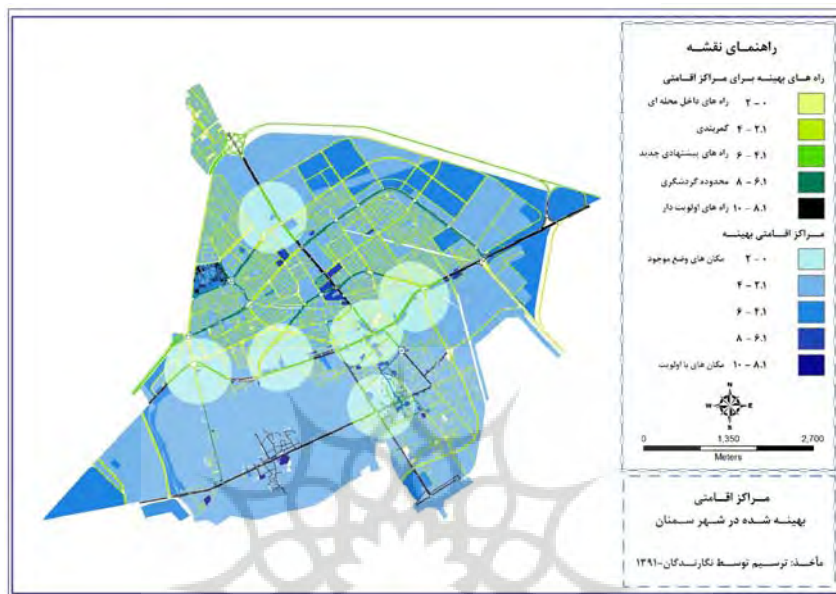 راهنمای نقشه
راه های بهینه برای مراکز اقامتی
۰ - ۲ راه های داخل محله ای
۲.۱ - ۴ کمربندی
۴.۱ - ۶ راه های پیشنهادی جدید
۶.۱ - ۸ محدوده گردشگری
۸.۱ - ۱۰ راه های اولویت دار
مراکز اقامتی بهینه
۰ - ۲ مکان های وضع موجود
۲.۱ - ۴
۴.۱ - ۶
۶.۱ - ۸
۸.۱ - ۱۰ مکان های با اولویت
N
W E
S
0 1,350 2,700
Meters
مراکز اقامتی
بهینه شده در شهر سمنان
مأخذ: ترسیم توسط نگارندگان-۱۳۹۱